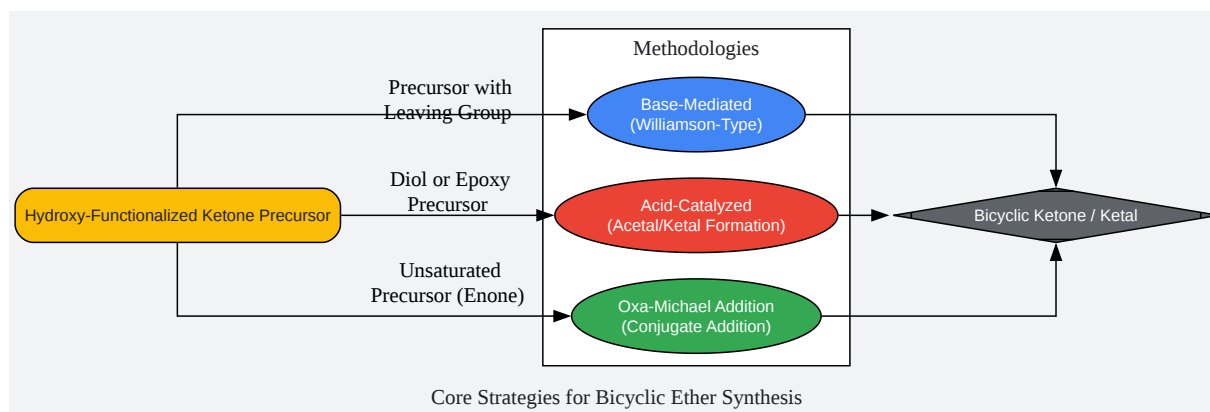 Methodologies
Precursor with
Leaving Group
Base-Mediated
(Williamson-Type)
Hydroxy-Functionalized Ketone Precursor
Diol or Epoxy
Precursor
Acid-Catalyzed
(Acetal/Ketal Formation)
Bicyclic Ketone / Ketal
Unsaturated
Precursor (Enone)
Oxa-Michael Addition
(Conjugate Addition)
Core Strategies for Bicyclic Ether Synthesis